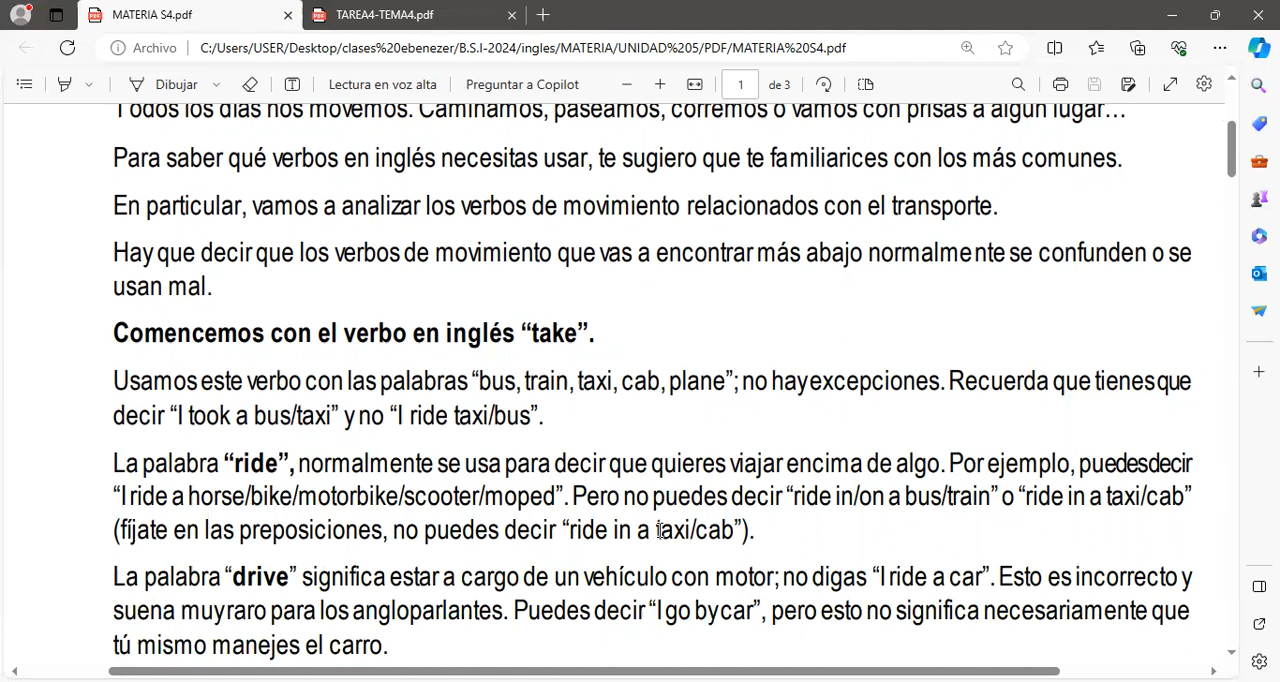 MATERIA S4.pdf
TAREA4-TEMA4.pdf
Archivo
C:/Users/USER/Desktop/clases%20ebenezer/B.S.I-2024/ingles/MATERIA/UNIDAD%205/PDF/MATERIA%20S4.pdf
Dibujar
Lectura en voz alta
Preguntar a Copilot
1
de 3
Todos los días nos movemos. Caminamos, paseamos, corremos o vamos con prisas a algún lugar…
Para saber qué verbos en inglés necesitas usar, te sugiero que te familiarices con los más comunes.
En particular, vamos a analizar los verbos de movimiento relacionados con el transporte.
Hay que decir que los verbos de movimiento que vas a encontrar más abajo normalmente se confunden o se
usan mal.
Comencemos con el verbo en inglés “take”.
Usamos este verbo con las palabras “bus, train, taxi, cab, plane”; no hay excepciones. Recuerda que tienes que
decir “I took a bus/taxi” y no “I ride taxi/bus”.
La palabra “ride”, normalmente se usa para decir que quieres viajar encima de algo. Por ejemplo, puedes decir
“I ride a horse/bike/motorbike/scooter/moped”. Pero no puedes decir “ride in/on a bus/train” o “ride in a taxi/cab”
(fíjate en las preposiciones, no puedes decir “ride in a taxi/cab”).
La palabra “drive” significa estar a cargo de un vehículo con motor; no digas “I ride a car”. Esto es incorrecto y
suena muy raro para los angloparlantes. Puedes decir “I go by car”, pero esto no significa necesariamente que
tú mismo manejes el carro.